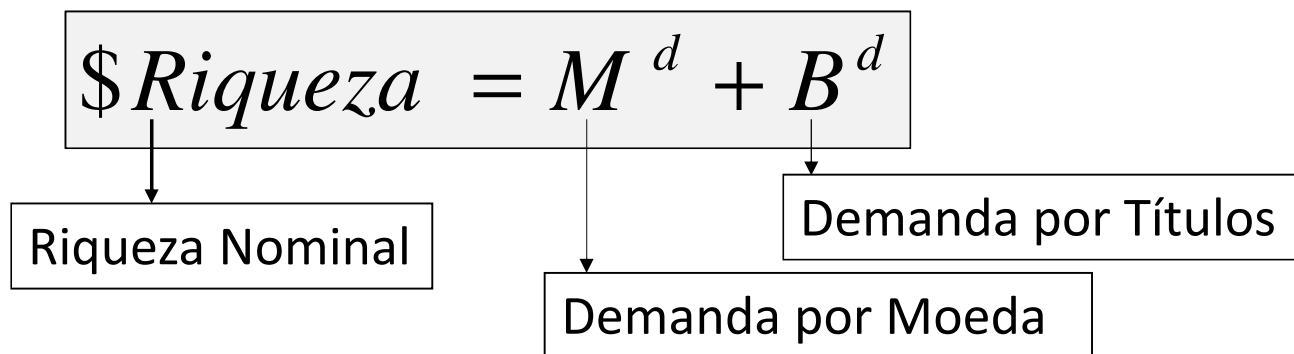 $Riqueza = M^d + B^d
Riqueza Nominal
Demanda por Títulos
Demanda por Moeda